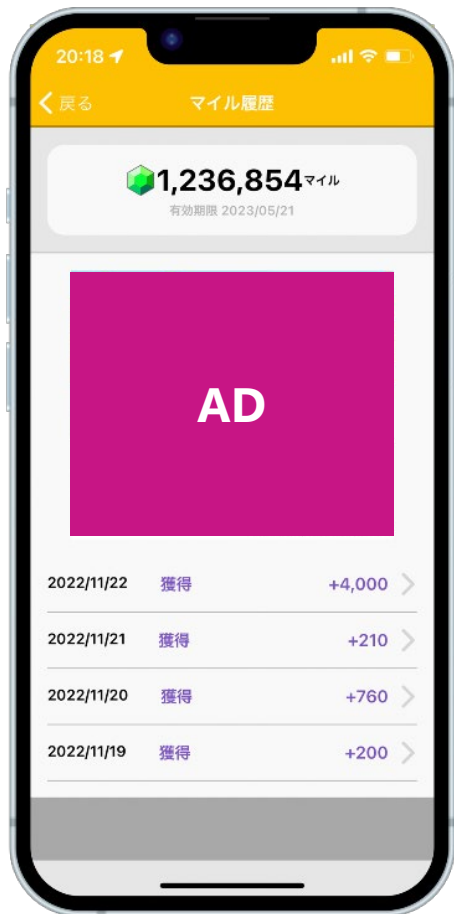 20:18
戻る マイル履歴
1,236,854マイル
有効期限 2023/05/21
AD
2022/11/22 獲得 +4,000
2022/11/21 獲得 +210
2022/11/20 獲得 +760
2022/11/19 獲得 +200